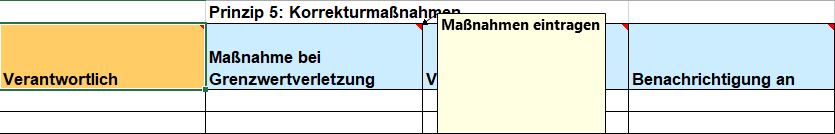 Prinzip 5: Korrekturmaßnahmen
Maßnahmen eintragen
Maßnahme bei
Verantwortlich
Grenzwertverletzung
V
Benachrichtigung an